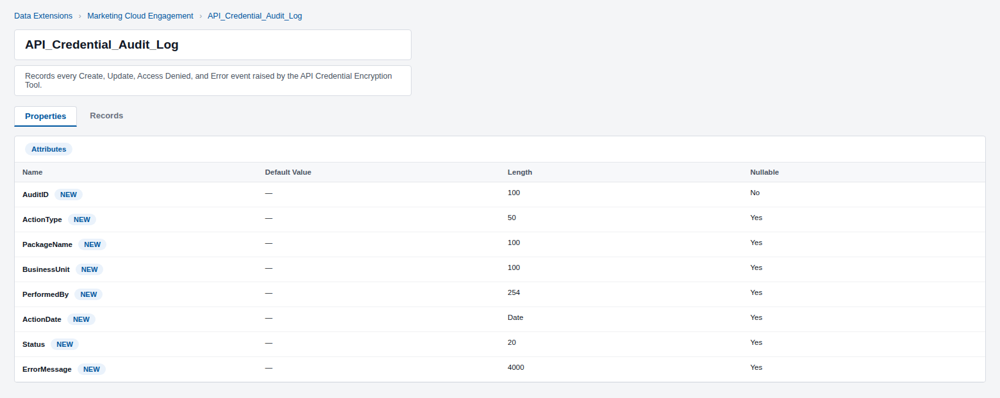 Data Extensions › Marketing Cloud Engagement › API_Credential_Audit_Log
API_Credential_Audit_Log
Records every Create, Update, Access Denied, and Error event raised by the API Credential Encryption
Tool.
Properties Records
Attributes
Name Default Value Length Nullable
AuditID NEW — 100 No
ActionType NEW — 50 Yes
PackageName NEW — 100 Yes
BusinessUnit NEW — 100 Yes
PerformedBy NEW — 254 Yes
ActionDate NEW — Date Yes
Status NEW — 20 Yes
ErrorMessage NEW — 4000 Yes